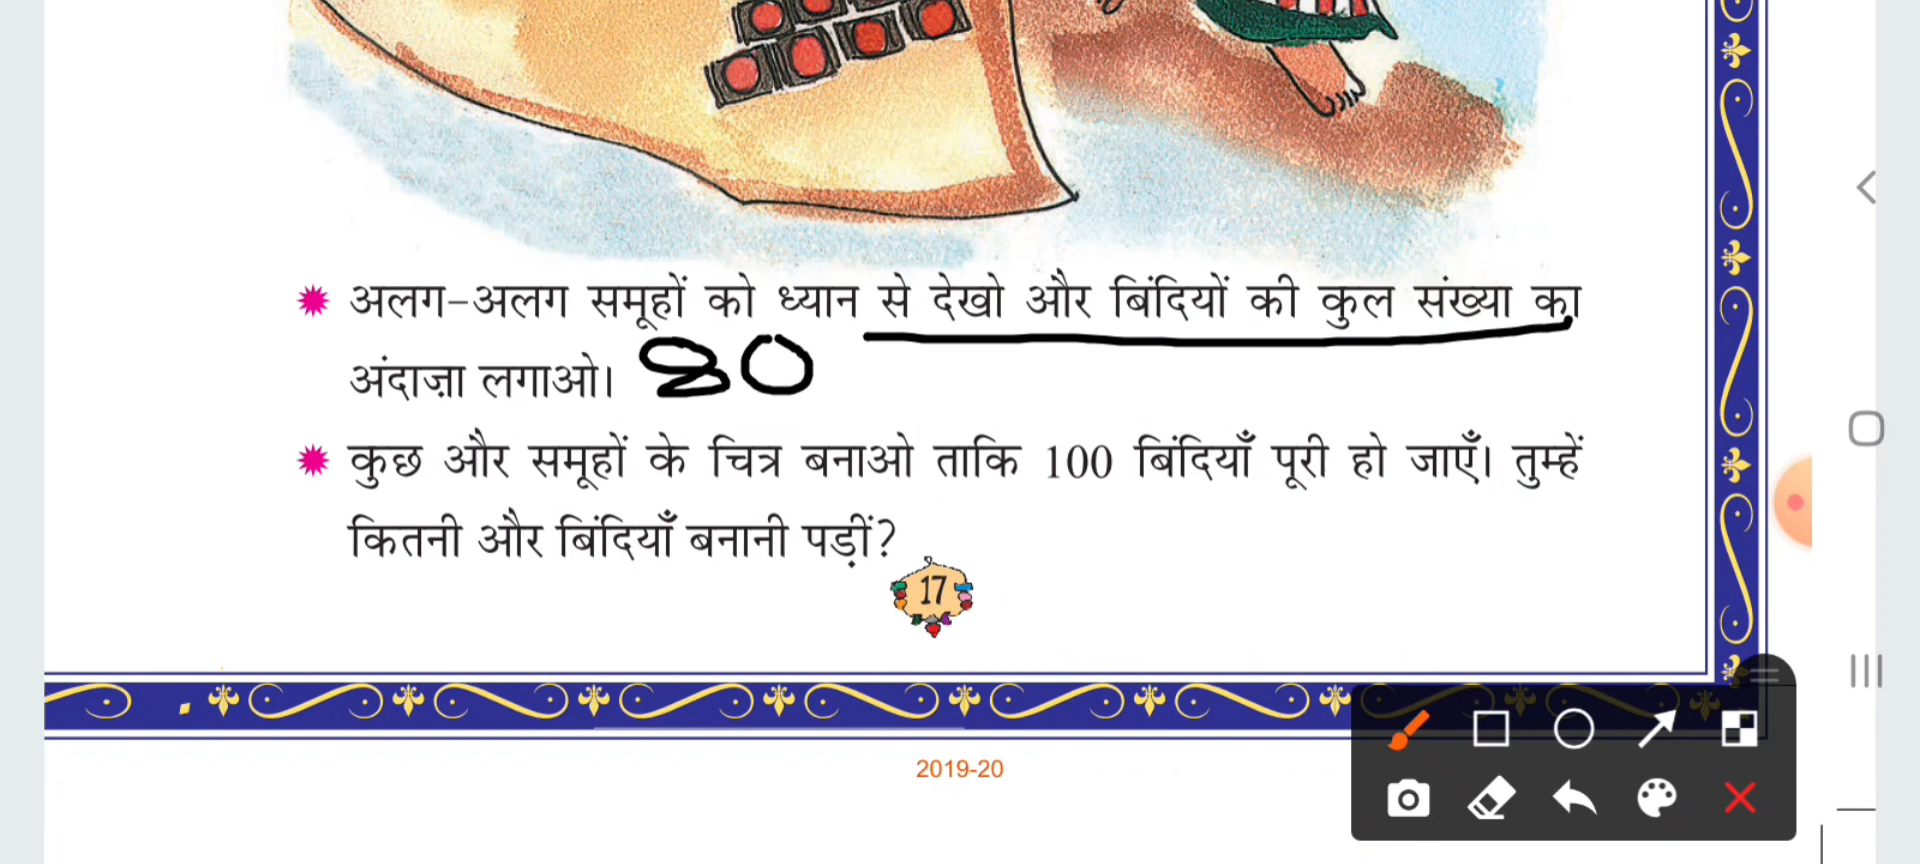 अलग-अलग समूहों को ध्यान से देखो और बिंदियों की कुल संख्या का
अंदाज़ा लगाओ। 80
कुछ और समूहों के चित्र बनाओ ताकि 100 बिंदियाँ पूरी हो जाएँ। तुम्हें
कितनी और बिंदियाँ बनानी पड़ीं?
17
2019-20